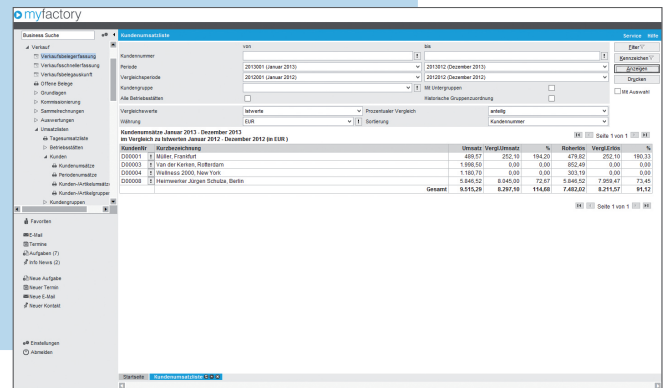 myfactory
Business Suche
Kundenumsatzliste
Service Hilfe
Verkauf
Verkaufsbelegerfassung
Verkaufsschnellerfassung
Verkaufsbelegauskunft
Offene Belege
Grundlagen
Kommissionierung
Sammelrechnungen
Auswertungen
Umsatzlisten
Tagesumsatzliste
Betriebsstätten
Kunden
Kundenumsätze
Periodenumsätze
Kunden-/Artikelumsätze
Kunden-/Artikelgruppen
Kundengruppen
Favoriten
E-Mail
Termine
Aufgaben (7)
Info News (2)
Neue Aufgabe
Neuer Termin
Neue E-Mail
Neuer Kontakt
Einstellungen
Abmelden
von bis
Kundennummer
Periode 2013001 (Januar 2013) 2013012 (Dezember 2013)
Vergleichsperiode 2012001 (Januar 2012) 2012012 (Dezember 2012)
Kundengruppe Mit Untergruppen
Alle Betriebsstätten Historische Gruppenzuordnung
Vergleichswerte Istwerte Prozentualer Vergleich anteilig
Währung EUR Sortierung Kundennummer
Filter
Kennzeichen
Anzeigen
Drucken
Mit Auswahl
Kundenumsätze Januar 2013 - Dezember 2013
im Vergleich zu Istwerten Januar 2012 - Dezember 2012 (in EUR )
Seite 1 von 1
KundenNr Kurzbezeichnung Umsatz Vergl.Umsatz % Roherlös Vergl.Erlös %
D00001 Müller, Frankfurt 489,57 252,10 194,20 479,82 252,10 190,33
D00003 Van der Kerken, Rotterdam 1.998,50 0,00 0,00 852,49 0,00 0,00
D00004 Wellness 2000, New York 1.180,70 0,00 0,00 303,19 0,00 0,00
D00008 Heimwerker Jürgen Schulze, Berlin 5.846,52 8.045,00 72,67 5.846,52 7.959,47 73,45
Gesamt 9.515,29 8.297,10 114,68 7.482,02 8.211,57 91,12
Seite 1 von 1
Startseite Kundenumsatzliste